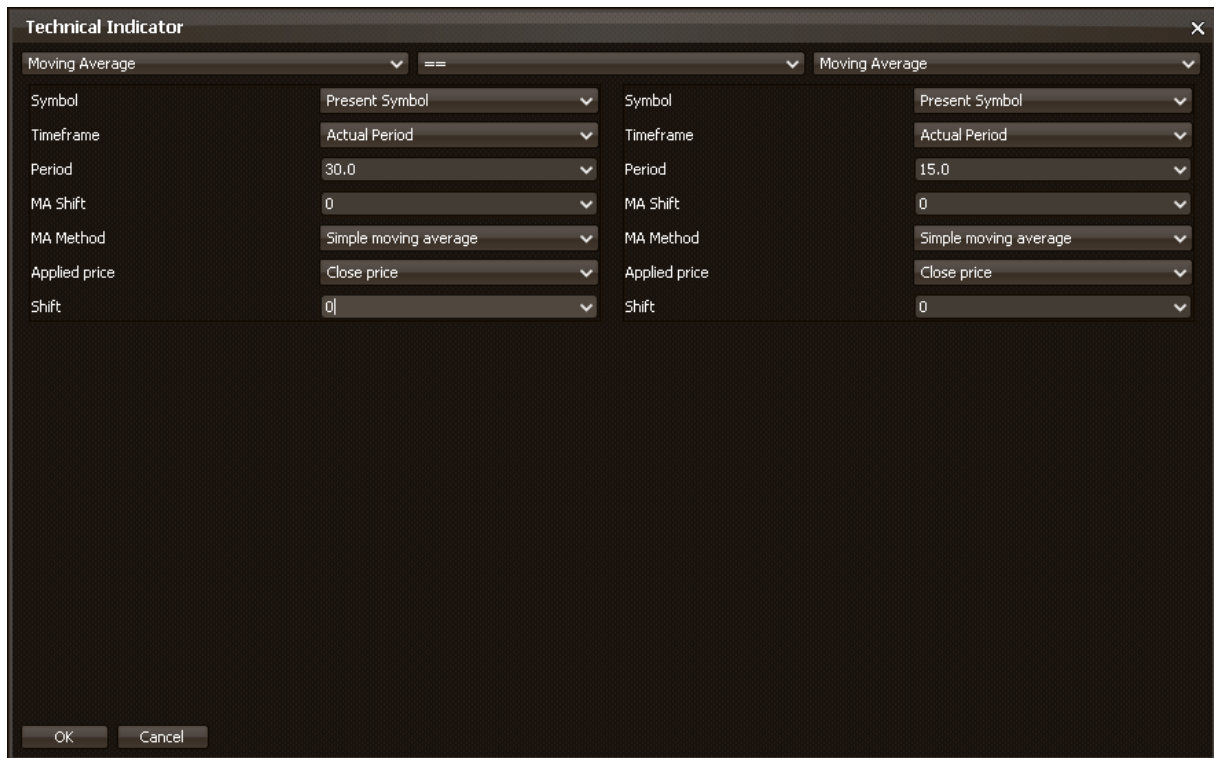 Technical Indicator
Moving Average == Moving Average
Symbol Present Symbol Symbol Present Symbol
Timeframe Actual Period Timeframe Actual Period
Period 30.0 Period 15.0
MA Shift 0 MA Shift 0
MA Method Simple moving average MA Method Simple moving average
Applied price Close price Applied price Close price
Shift 0 Shift 0
OK Cancel